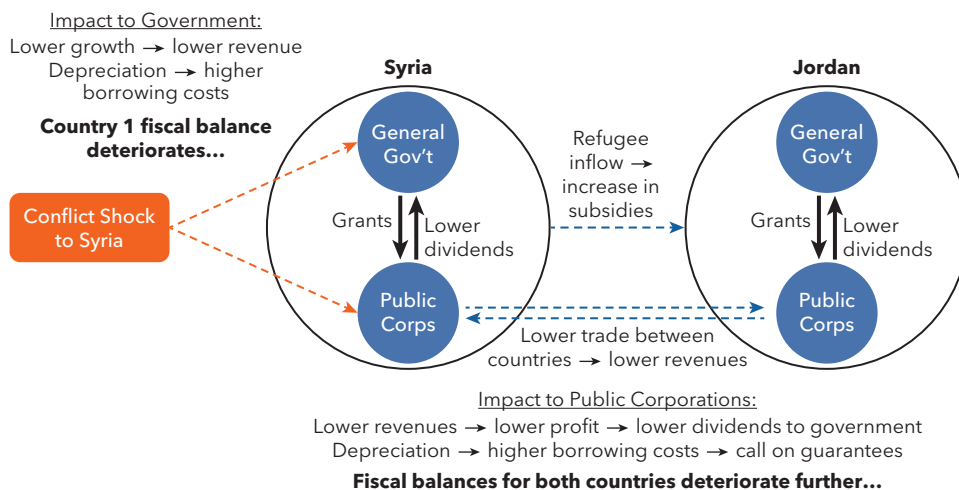 Impact to Government:
Lower growth → lower revenue
Depreciation → higher
borrowing costs
Country 1 fiscal balance
deteriorates…
Conflict Shock
to Syria
Syria
General
Gov’t
Grants
Lower
dividends
Public
Corps
Refugee
inflow →
increase in
subsidies
Lower trade between
countries → lower revenues
Jordan
General
Gov’t
Grants
Lower
dividends
Public
Corps
Impact to Public Corporations:
Lower revenues → lower profit → lower dividends to government
Depreciation → higher borrowing costs → call on guarantees
Fiscal balances for both countries deteriorate further…